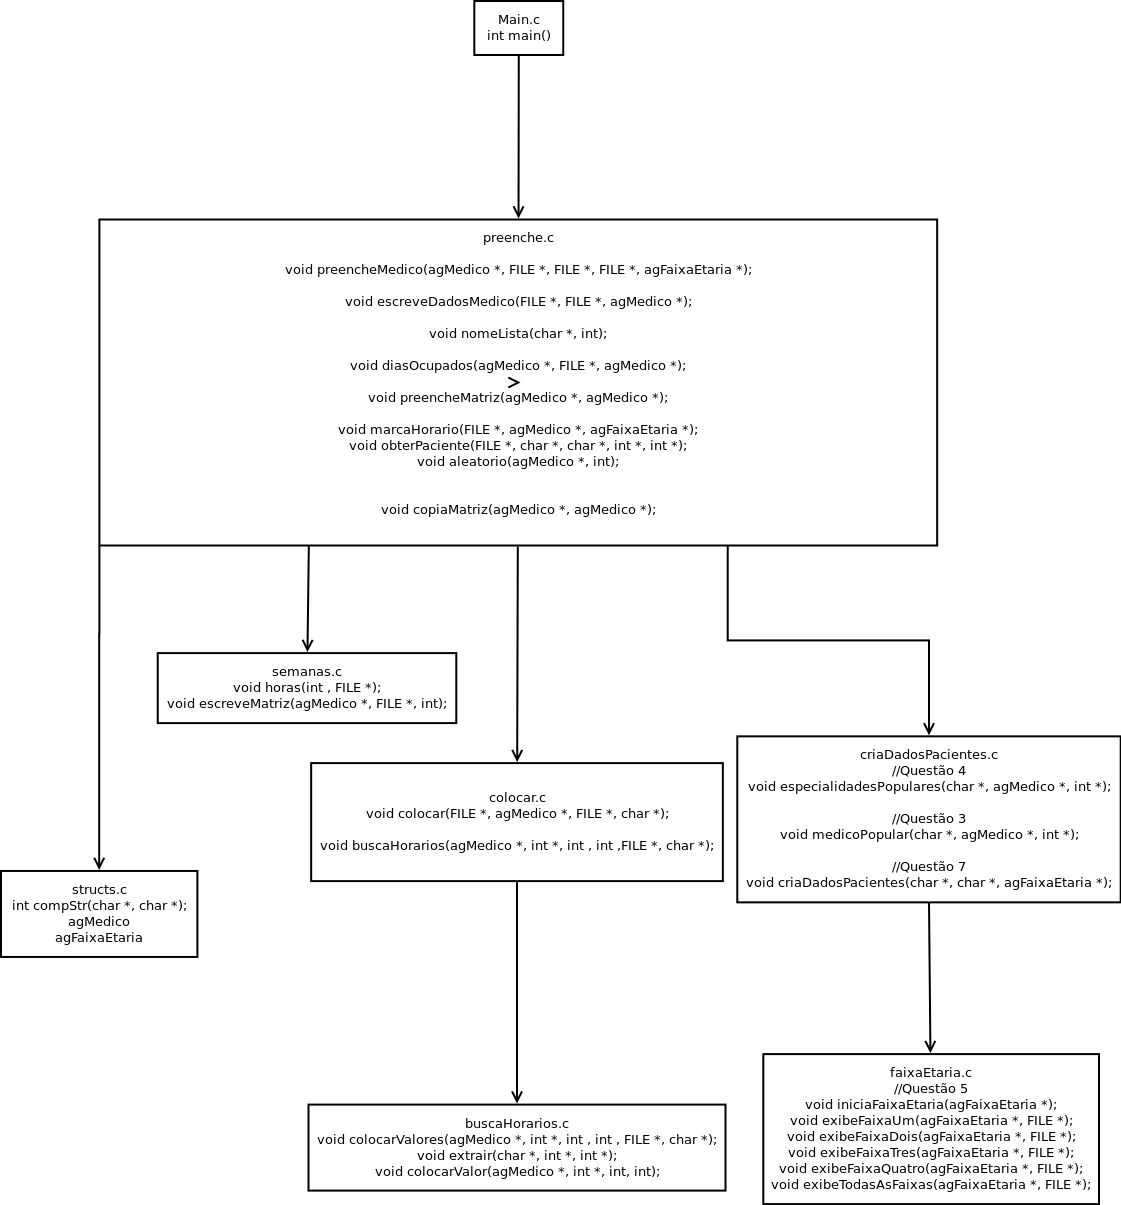 Main.c
int main()
preenche.c
void preencheMedico(agMedico *, FILE *, FILE *, FILE *, agFaixaEtaria *);
void escreveDadosMedico(FILE *, FILE *, agMedico *);
void nomeLista(char *, int);
void diasOcupados(agMedico *, FILE *, agMedico *);
void preencheMatriz(agMedico *, agMedico *);
void marcaHorario(FILE *, agMedico *, agFaixaEtaria *);
void obterPaciente(FILE *, char *, char *, int *, int *);
void aleatorio(agMedico *, int);
void copiaMatriz(agMedico *, agMedico *);
semanas.c
void horas(int , FILE *);
void escreveMatriz(agMedico *, FILE *, int);
colocar.c
void colocar(FILE *, agMedico *, FILE *, char *);
void buscaHorarios(agMedico *, int *, int , int ,FILE *, char *);
criaDadosPacientes.c
//Questão 4
void especialidadesPopulares(char *, agMedico *, int *);
//Questão 3
void medicoPopular(char *, agMedico *, int *);
//Questão 7
void criaDadosPacientes(char *, char *, agFaixaEtaria *);
structs.c
int compStr(char *, char *);
agMedico
agFaixaEtaria
buscaHorarios.c
void colocarValores(agMedico *, int *, int , int , FILE *, char *);
void extrair(char *, int *, int *);
void colocarValor(agMedico *, int *, int, int);
faixaEtaria.c
//Questão 5
void iniciaFaixaEtaria(agFaixaEtaria *);
void exibeFaixaUm(agFaixaEtaria *, FILE *);
void exibeFaixaDois(agFaixaEtaria *, FILE *);
void exibeFaixaTres(agFaixaEtaria *, FILE *);
void exibeFaixaQuatro(agFaixaEtaria *, FILE *);
void exibeTodasAsFaixas(agFaixaEtaria *, FILE *);